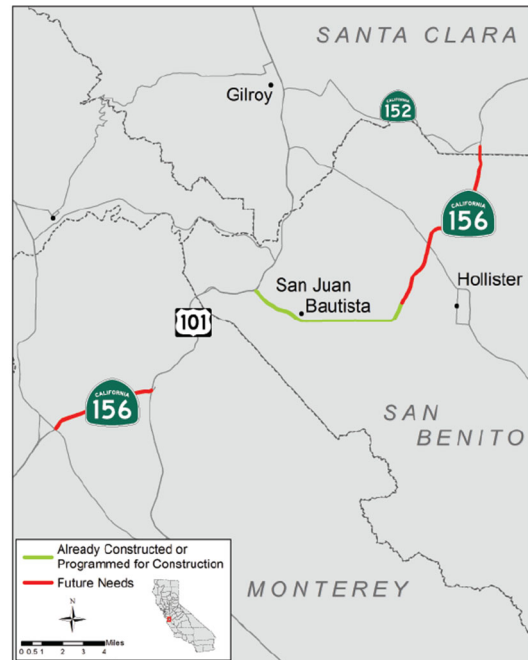 SANTA CLARA
Gilroy
CALIFORNIA
152
CALIFORNIA
156
San Juan
Bautista
Hollister
101
CALIFORNIA
156
SAN
BENITO
Already Constructed or
Programmed for Construction
Future Needs
MONTEREY
N
Miles
0 0.5 1 2 3 4